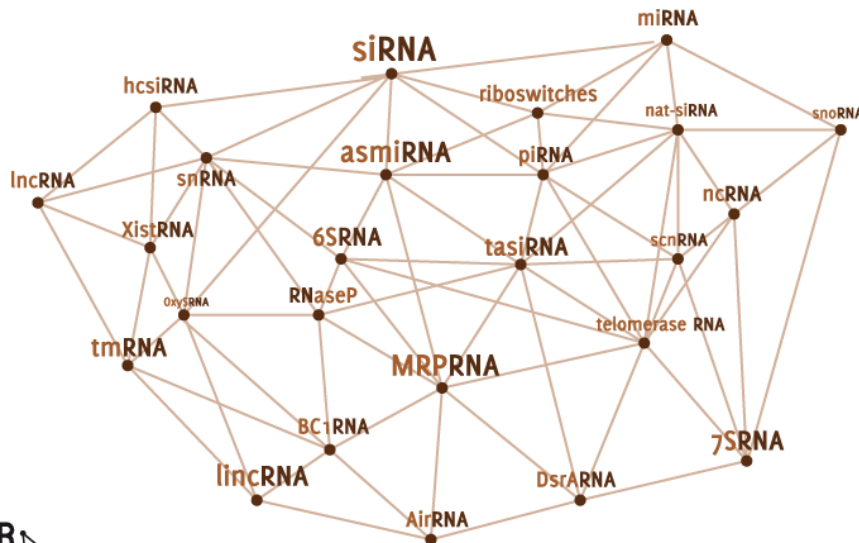 miRNA
siRNA
hcsiRNA
riboswitches
nat-siRNA
snoRNA
asmiRNA
piRNA
lncRNA
snRNA
ncRNA
XistRNA
6SRNA
tasiRNA
scnRNA
OxySRNA
RNaseP
telomerase RNA
tmRNA
MRPRNA
BC1RNA
7SRNA
lincRNA
DsrARNA
AirRNA
R